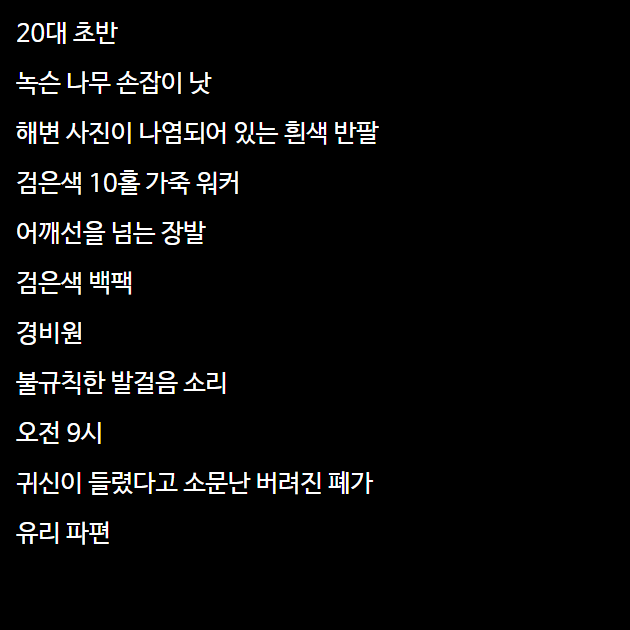 20대 초반
녹슨 나무 손잡이 낫
해변 사진이 나염되어 있는 흰색 반팔
검은색 10홀 가죽 워커
어깨선을 넘는 장발
검은색 백팩
경비원
불규칙한 발걸음 소리
오전 9시
귀신이 들렸다고 소문난 버려진 폐가
유리 파편